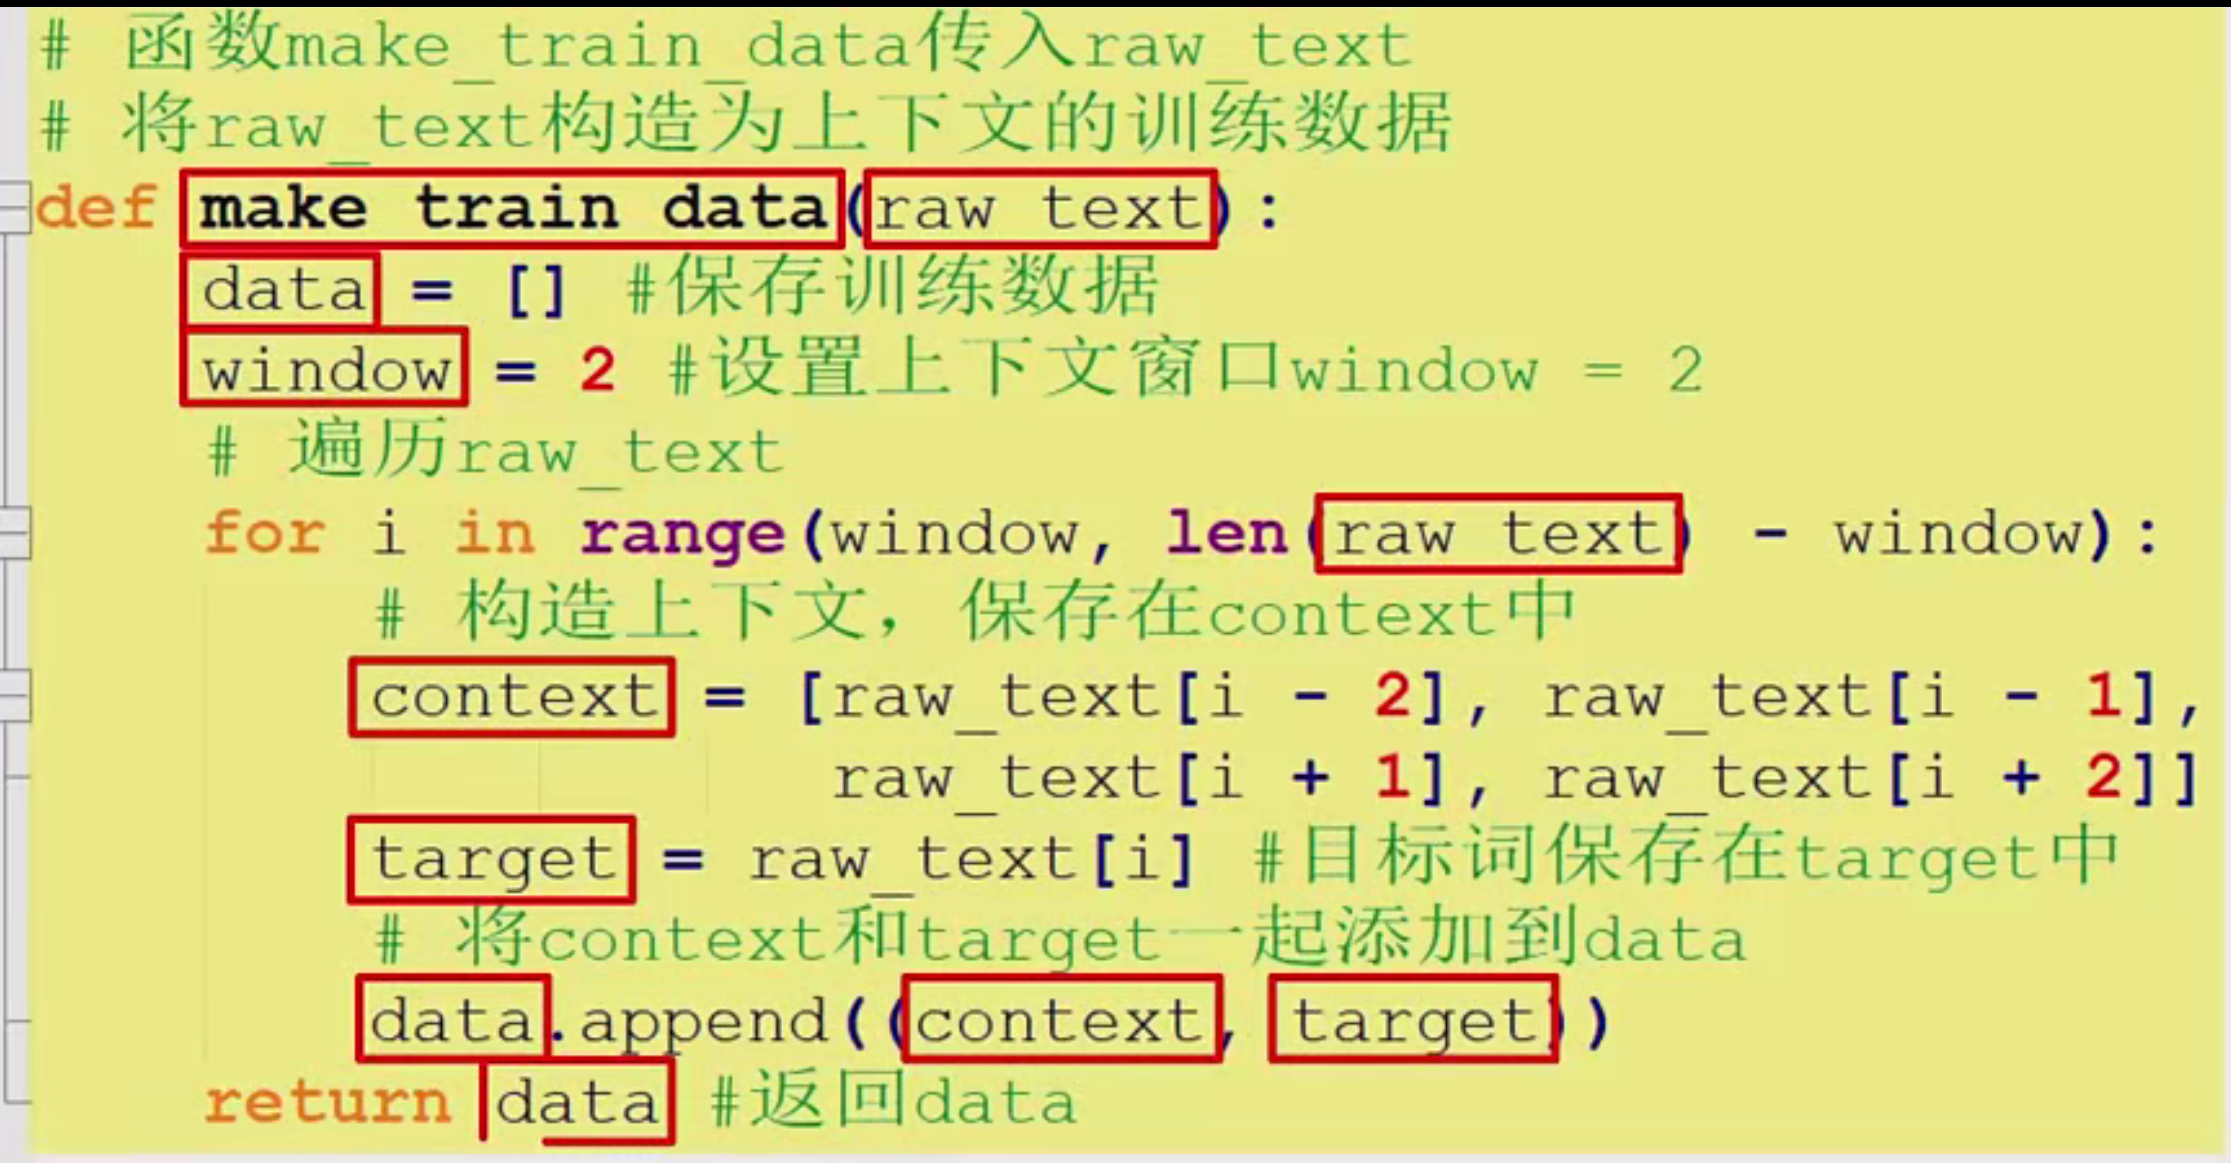 # 函数make_train_data传入raw_text
# 将raw_text构造为上下文的训练数据
def make_train_data(raw_text):
    data = [] #保存训练数据
    window = 2 #设置上下文窗口window = 2
    # 遍历raw_text
    for i in range(window, len(raw_text) - window):
        # 构造上下文，保存在context中
        context = [raw_text[i - 2], raw_text[i - 1],
                   raw_text[i + 1], raw_text[i + 2]]
        target = raw_text[i] #目标词保存在target中
        # 将context和target一起添加到data
        data.append((context, target))
    return data #返回data